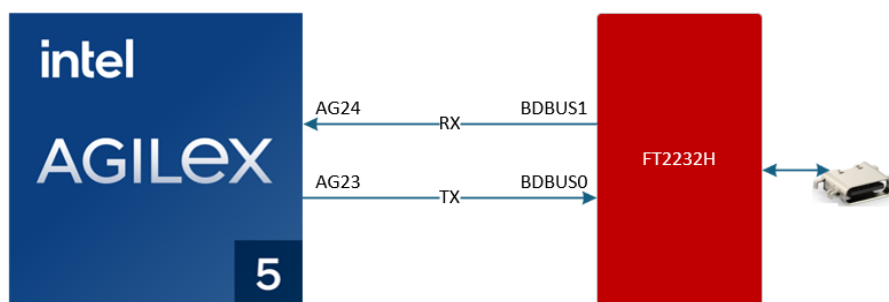 intel
AGILEX
5
AG24
RX
BDBUS1
AG23
TX
BDBUS0
FT2232H